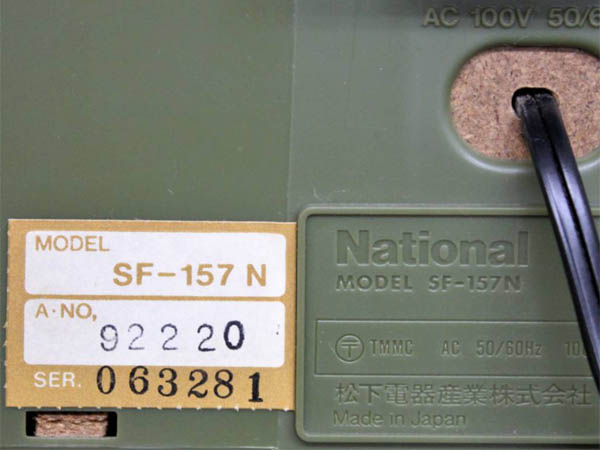 AC 100V 50/6
MODEL
SF-157 N
A·NO,
92220
SER. 063281
National
MODEL SF-157N
〒 TMMC AC 50/60Hz 10
松下電器産業株式会社
Made in Japan